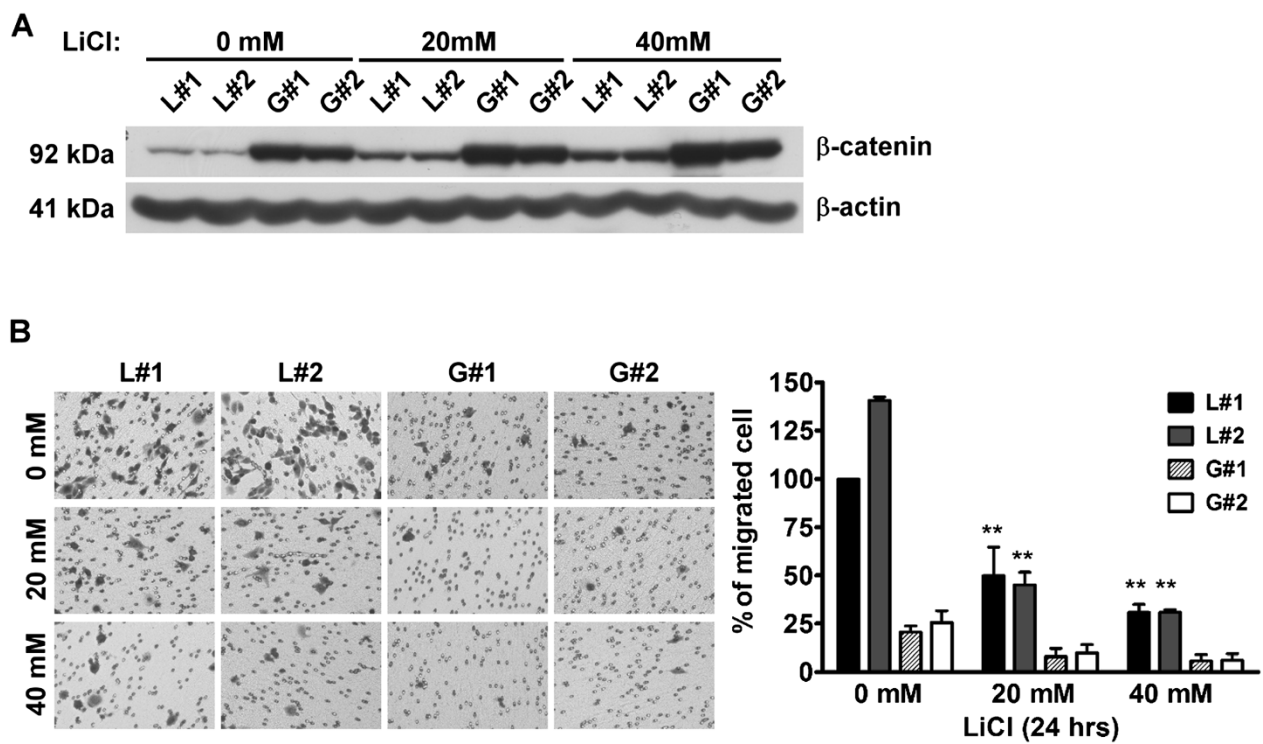 A
LiCl: 0 mM 20mM 40mM
L#1 L#2 G#1 G#2 L#1 L#2 G#1 G#2 L#1 L#2 G#1 G#2
92 kDa β-catenin
41 kDa β-actin
B
L#1 L#2 G#1 G#2
0 mM
20 mM
40 mM
% of migrated cell
150
125
100
75
50
25
0
** ** ** **
L#1
L#2
G#1
G#2
0 mM 20 mM 40 mM
LiCl (24 hrs)